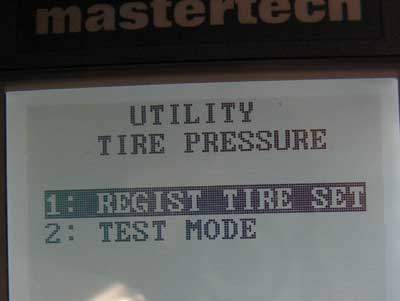 mastertech
UTILITY
TIRE PRESSURE
1: REGIST TIRE SET
2: TEST MODE